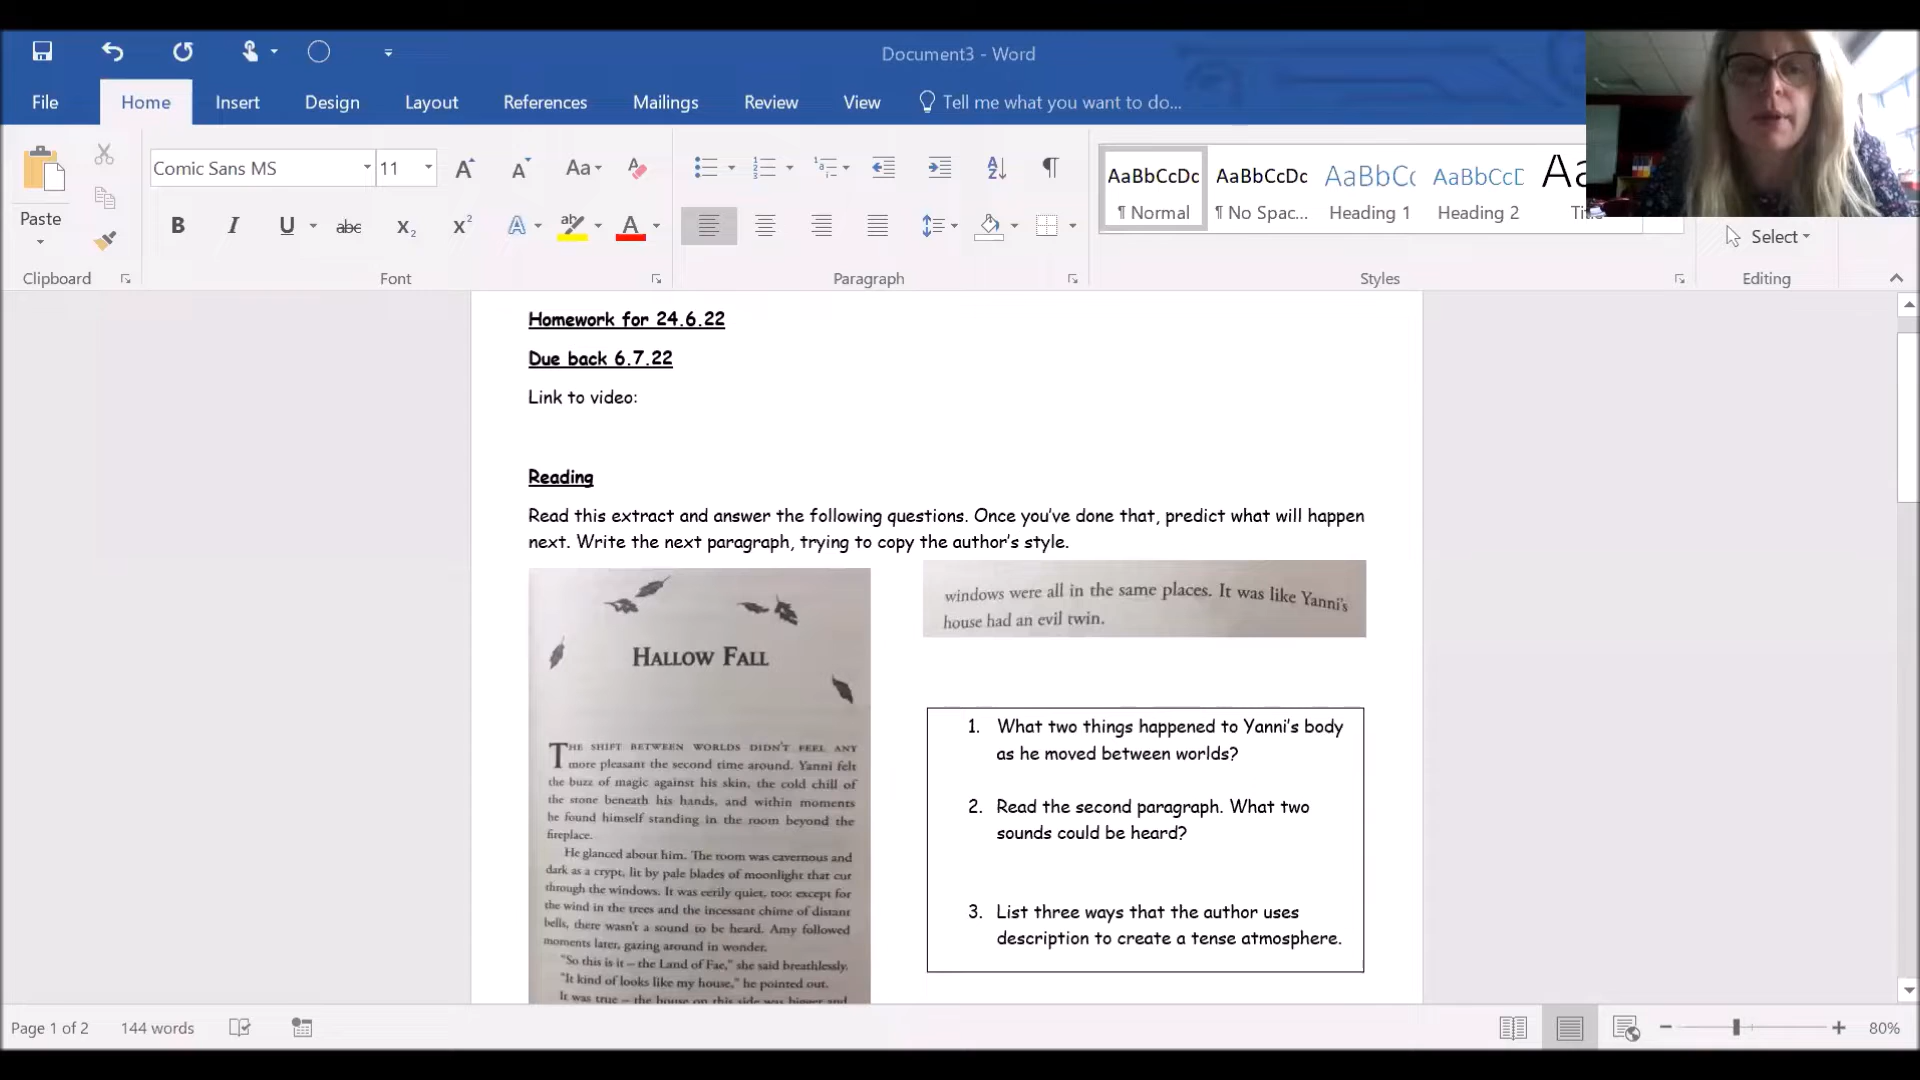 Document3 - Word
File Home Insert Design Layout References Mailings Review View Tell me what you want to do...
Comic Sans MS 11
Paste
AaBbCcDc AaBbCcDc AaBbCc AaBbCcD
¶ Normal ¶ No Spac... Heading 1 Heading 2
Select
Clipboard Font Paragraph Styles Editing
Homework for 24.6.22
Due back 6.7.22
Link to video:
Reading
Read this extract and answer the following questions. Once you've done that, predict what will happen
next. Write the next paragraph, trying to copy the author's style.
HALLOW FALL
THE SHIFT BETWEEN WORLDS DIDN'T FEEL ANY
more pleasant the second time around. Yanni felt
the buzz of magic against his skin, the cold chill of
the stone beneath his hands, and within moments
he found himself standing in the room beyond the
fireplace.
He glanced about him. The room was cavernous and
dark as a crypt, lit by pale blades of moonlight that cut
through the windows. It was eerily quiet, too: except for
the wind in the trees and the incessant chime of distant
bells, there wasn't a sound to be heard. Amy followed
moments later, gazing around in wonder.
"So this is it – the Land of Fae," she said breathlessly.
"It kind of looks like my house," he pointed out.
It was true – the house on this side was bigger and
windows were all in the same places. It was like Yanni's
house had an evil twin.
1. What two things happened to Yanni's body
as he moved between worlds?
2. Read the second paragraph. What two
sounds could be heard?
3. List three ways that the author uses
description to create a tense atmosphere.
Page 1 of 2 144 words 80%